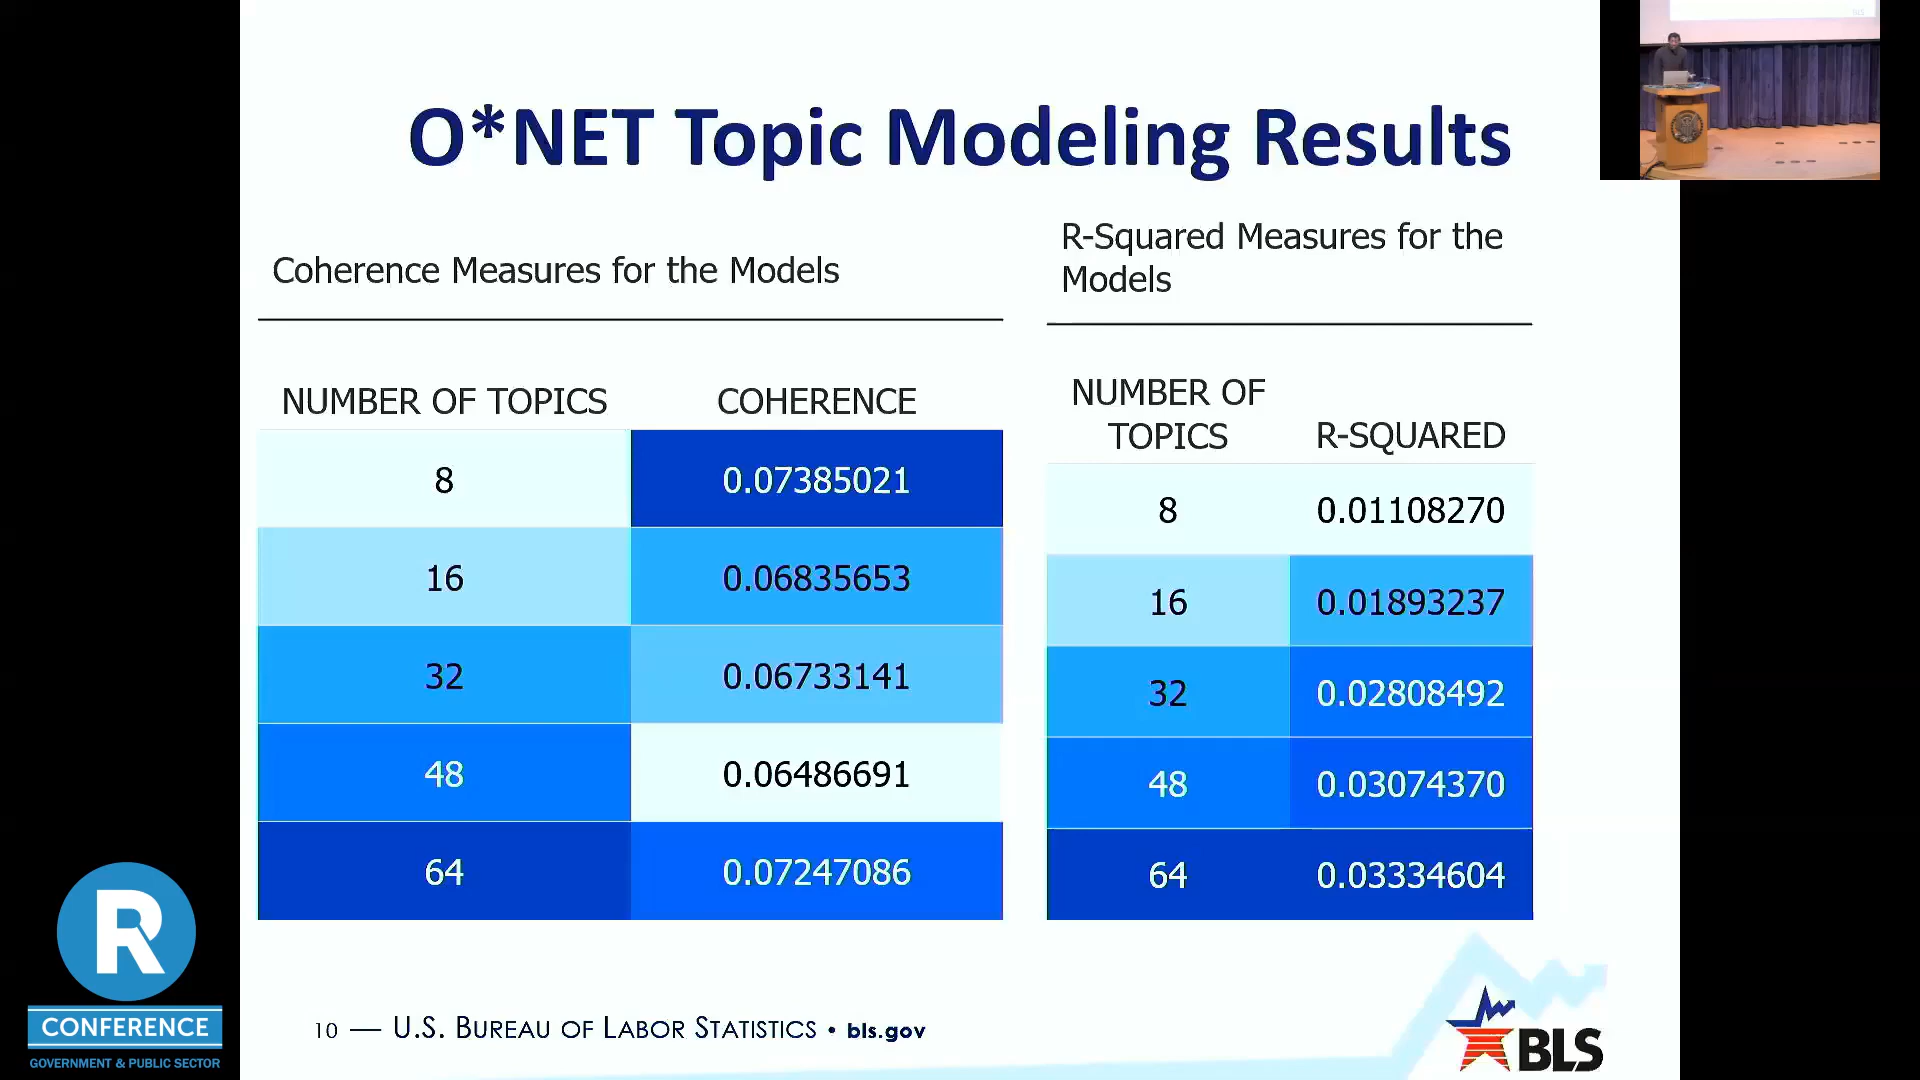 O*NET Topic Modeling Results
Coherence Measures for the Models
NUMBER OF TOPICS COHERENCE
8 0.07385021
16 0.06835653
32 0.06733141
48 0.06486691
64 0.07247086
R-Squared Measures for the
Models
NUMBER OF
TOPICS R-SQUARED
8 0.01108270
16 0.01893237
32 0.02808492
48 0.03074370
64 0.03334604
10 — U.S. BUREAU OF LABOR STATISTICS • bls.gov
BLS
R
CONFERENCE
GOVERNMENT & PUBLIC SECTOR